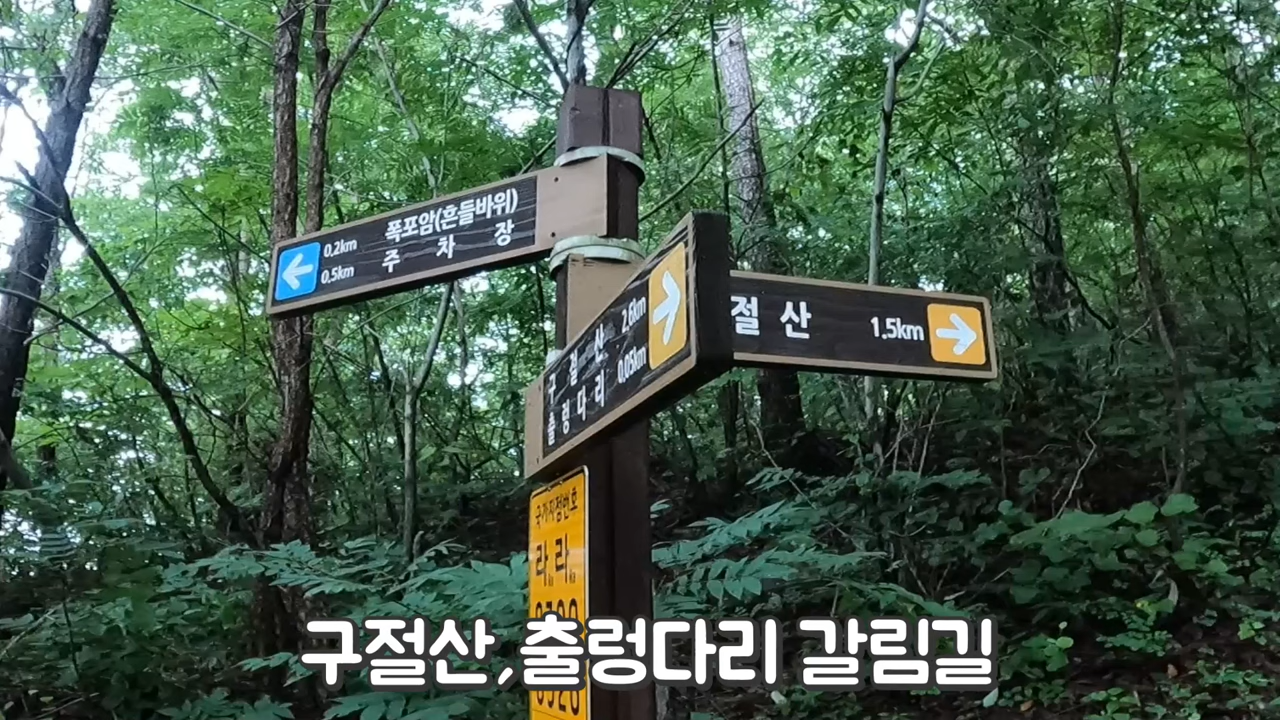 0.2km 폭포암(흔들바위)
0.5km 주 차 장
구 절 산 2.6km
출 렁 다 리 0.05km
절 산 1.5km
국가지점번호
라 라
구절산,출렁다리 갈림길